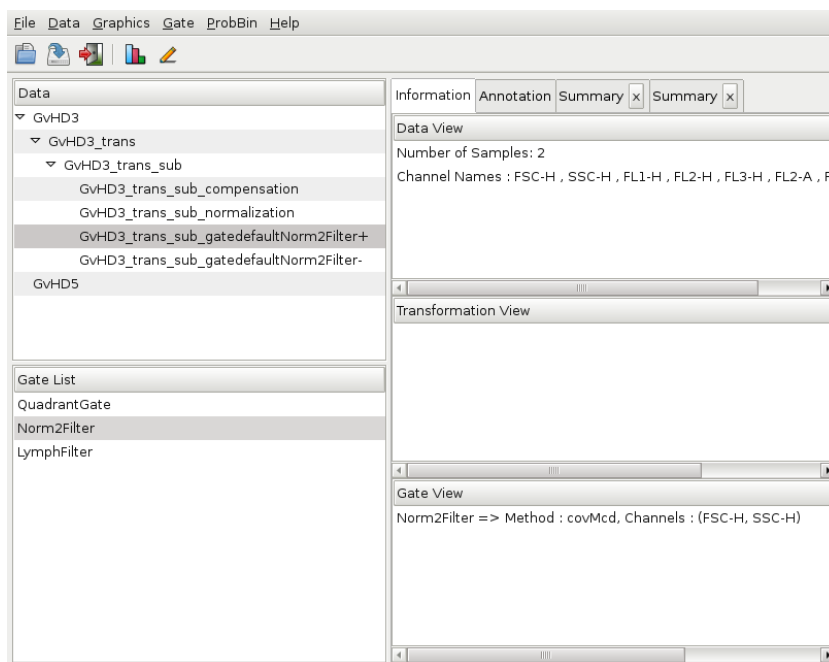 File Data Graphics Gate ProbBin Help
Data
GvHD3
GvHD3_trans
GvHD3_trans_sub
GvHD3_trans_sub_compensation
GvHD3_trans_sub_normalization
GvHD3_trans_sub_gatedefaultNorm2Filter+
GvHD3_trans_sub_gatedefaultNorm2Filter-
GvHD5
Gate List
QuadrantGate
Norm2Filter
LymphFilter
Information Annotation Summary x Summary x
Data View
Number of Samples: 2
Channel Names : FSC-H , SSC-H , FL1-H , FL2-H , FL3-H , FL2-A , F
Transformation View
Gate View
Norm2Filter => Method : covMcd, Channels : (FSC-H, SSC-H)